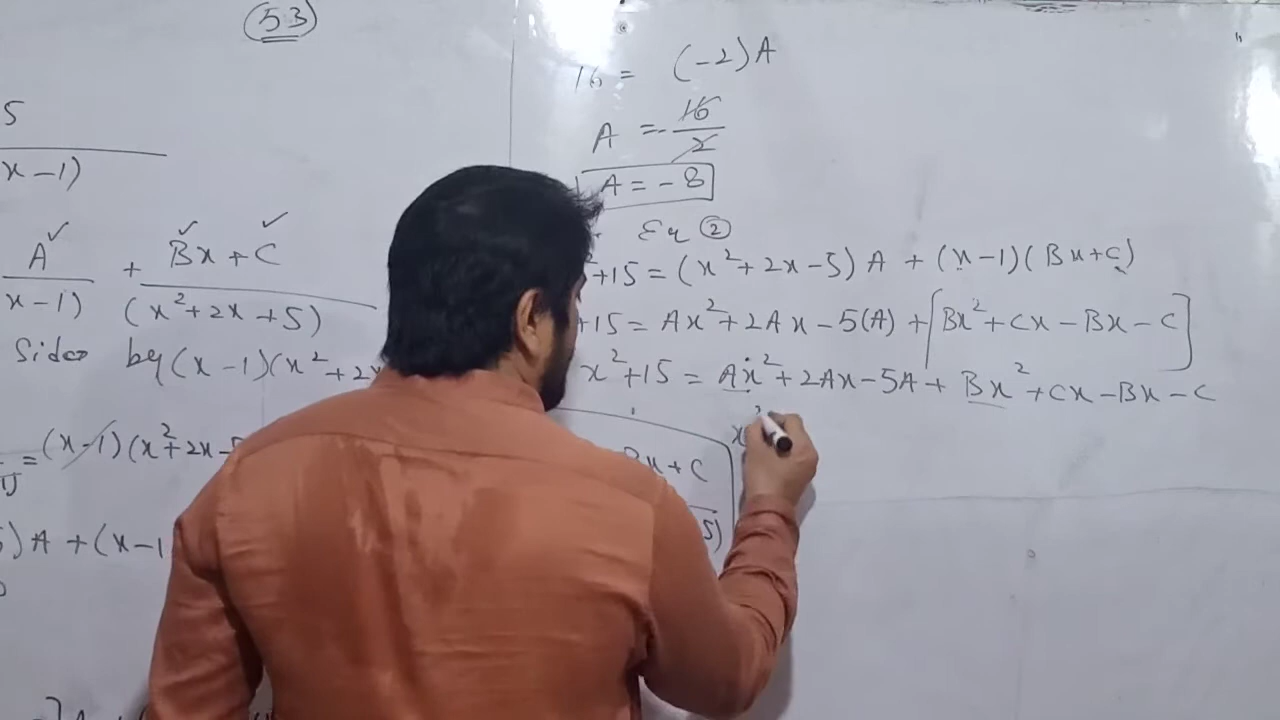 (53)
5
x-1)
A + Bx + C
x-1) (x²+2x+5)
Sides by (x-1)(x²+2x
=(x-1)(x²+2x-5
) A + (x-1
16 = (-2)A
A = -16/2
A = -8
Eq ②
²+15 = (x²+2x-5) A + (x-1)(Bx+C)
+15 = Ax²+2Ax-5(A) + [Bx²+Cx-Bx-C]
x²+15 = Ax²+2Ax-5A+Bx²+Cx-Bx-C
Bx+C
5)
x²